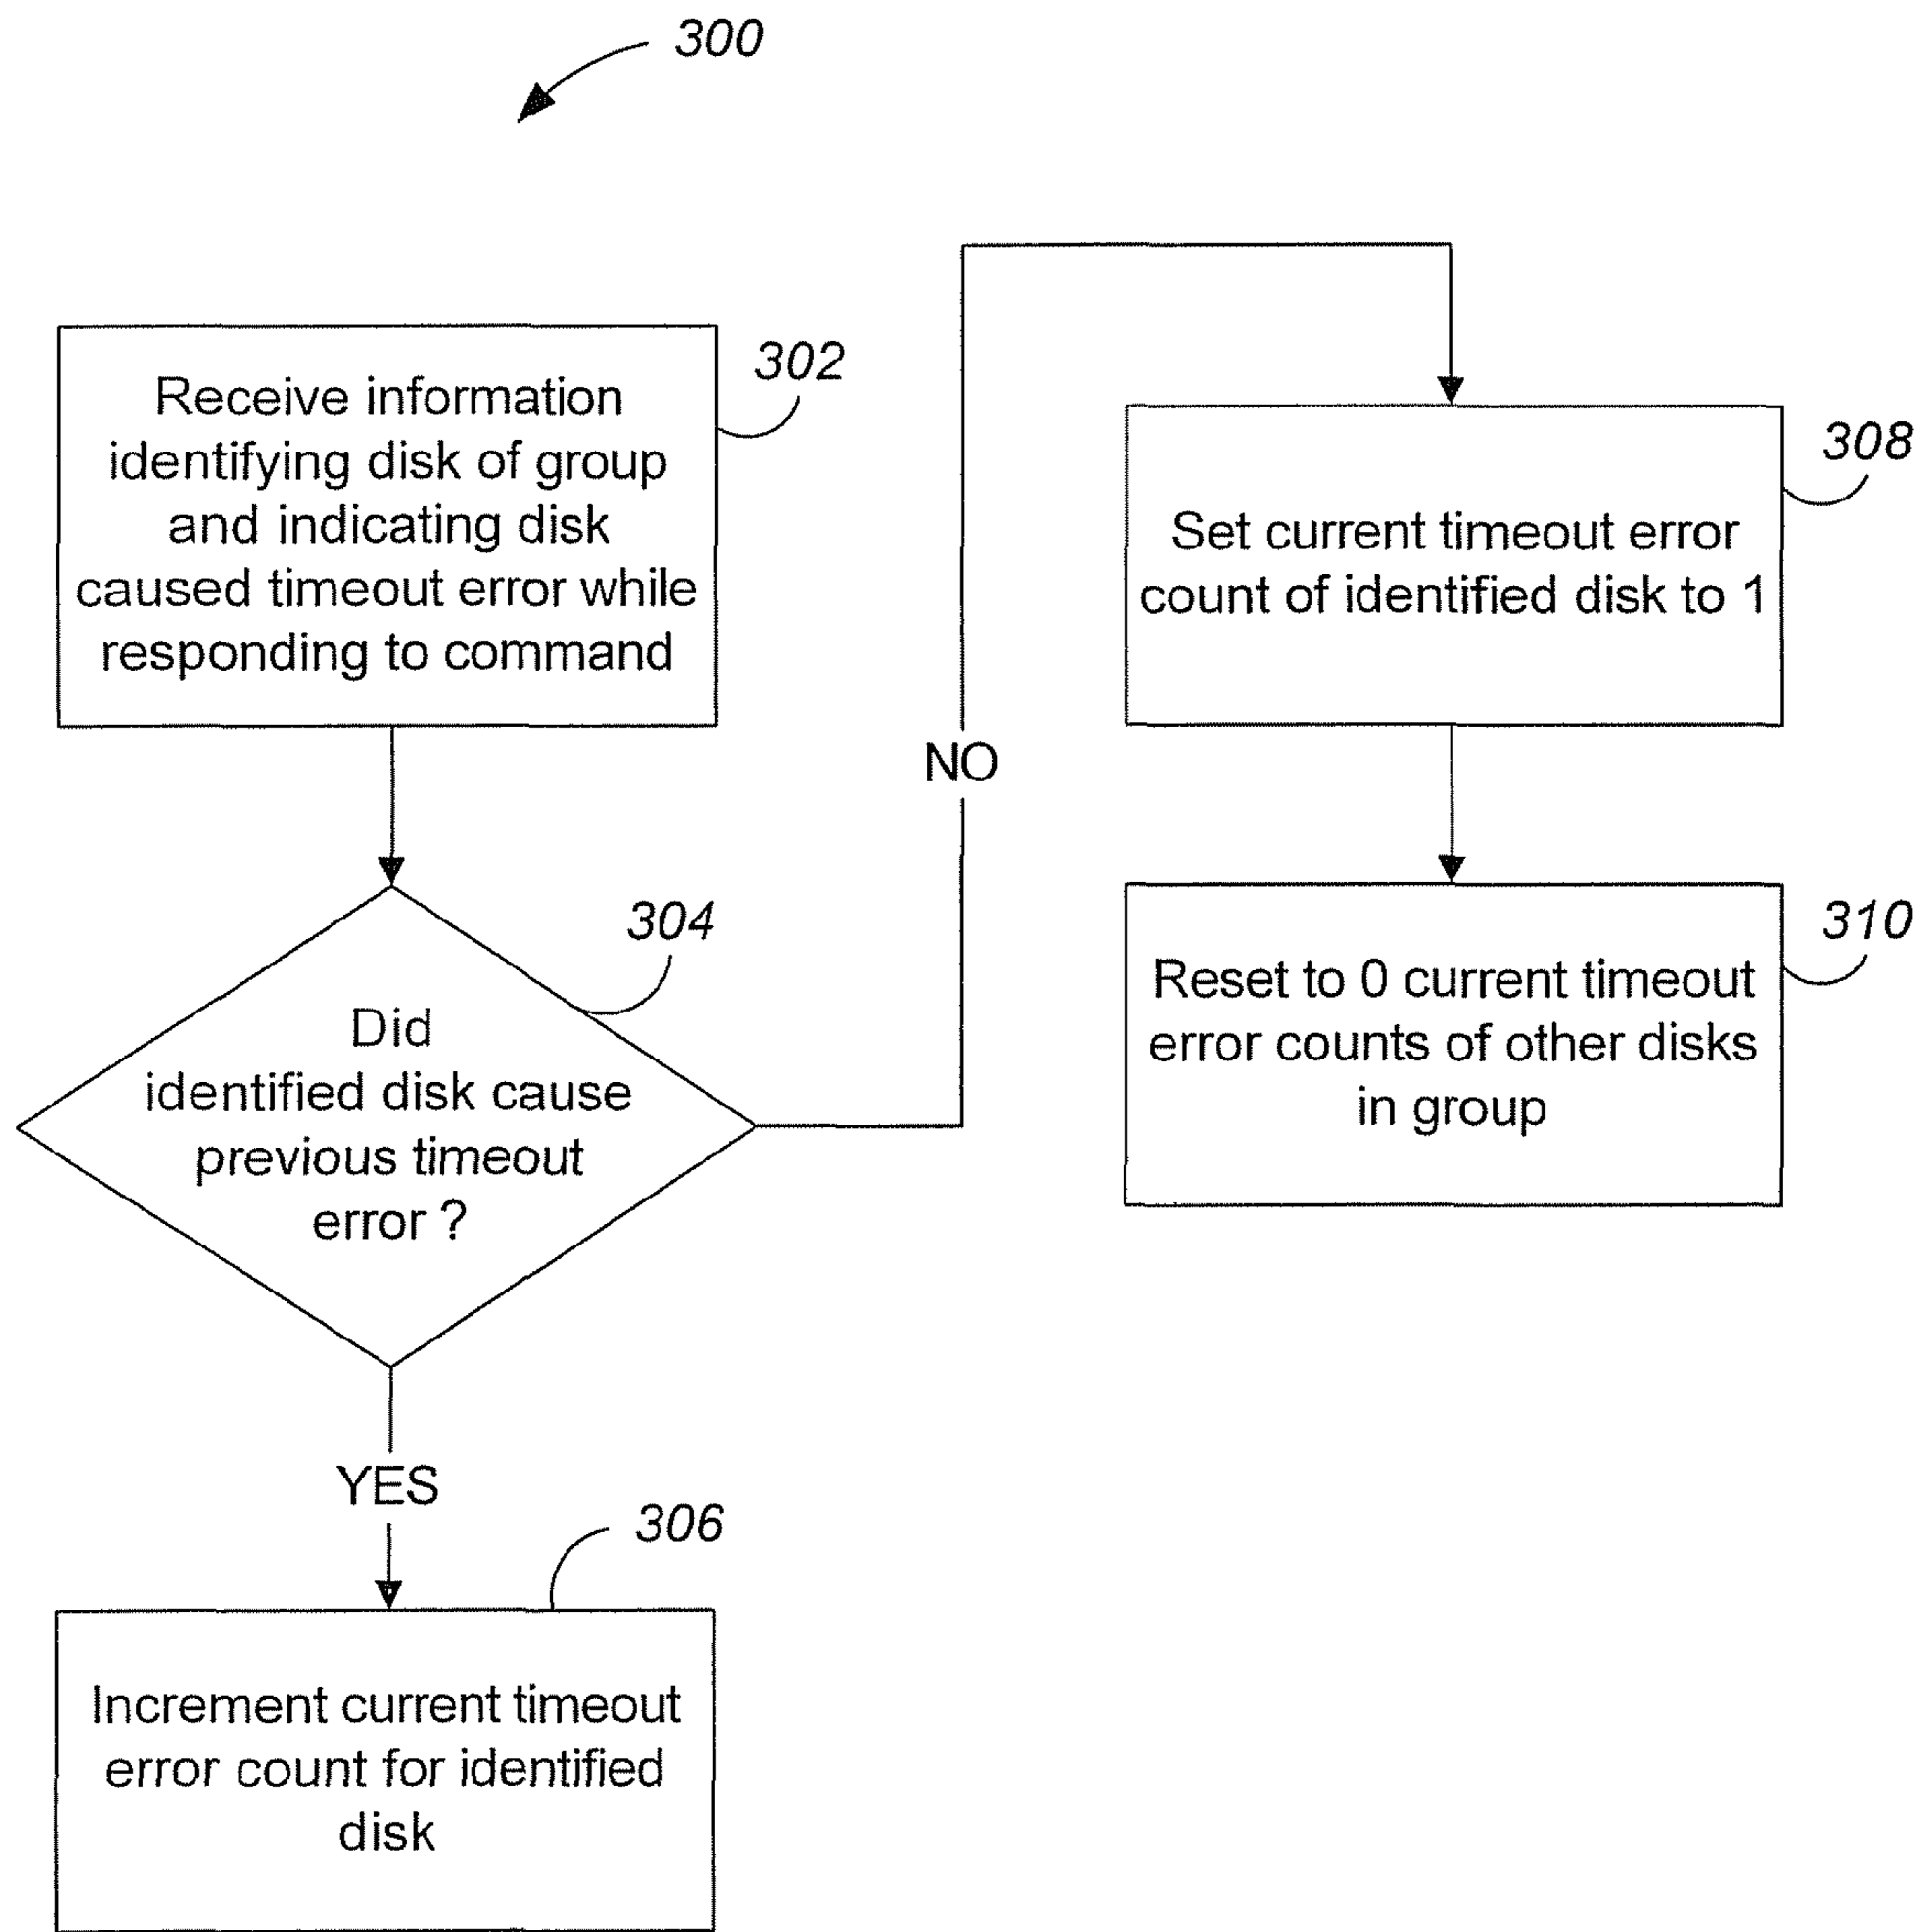 300
302
Receive information
identifying disk of group
and indicating disk
caused timeout error while
responding to command
304
Did
identified disk cause
previous timeout
error ?
YES
306
Increment current timeout
error count for identified
disk
NO
308
Set current timeout error
count of identified disk to 1
310
Reset to 0 current timeout
error counts of other disks
in group